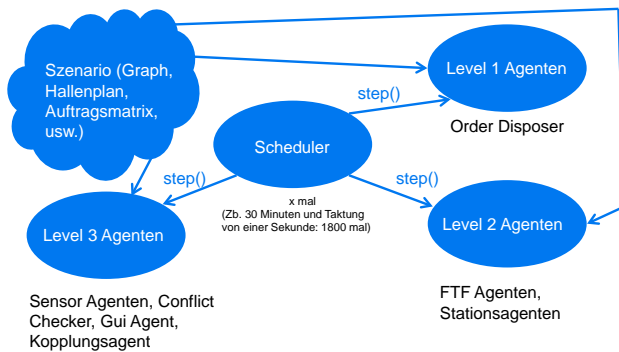 Szenario (Graph,
Hallenplan,
Auftragsmatrix,
usw.)
Level 1 Agenten
step()
Order Disposer
Scheduler
step()
step()
x mal
(Zb. 30 Minuten und Taktung
von einer Sekunde: 1800 mal)
Level 3 Agenten
Level 2 Agenten
Sensor Agenten, Conflict
Checker, Gui Agent,
Kopplungsagent
FTF Agenten,
Stationsagenten